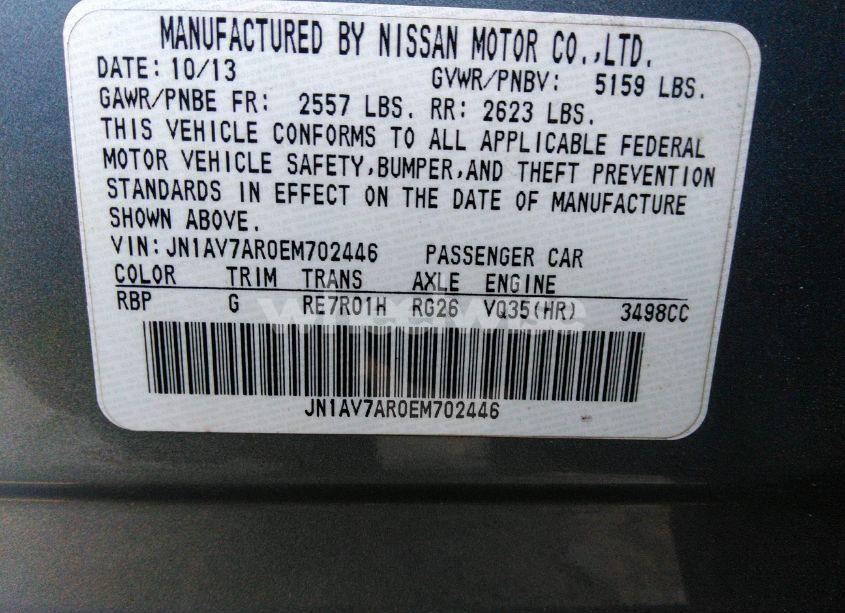 MANUFACTURED BY NISSAN MOTOR CO.,LTD.
DATE: 10/13 GVWR/PNBV: 5159 LBS.
GAWR/PNBE FR: 2557 LBS. RR: 2623 LBS.
THIS VEHICLE CONFORMS TO ALL APPLICABLE FEDERAL
MOTOR VEHICLE SAFETY,BUMPER,AND THEFT PREVENTION
STANDARDS IN EFFECT ON THE DATE OF MANUFACTURE
SHOWN ABOVE.
VIN:JN1AV7AR0EM702446 PASSENGER CAR
COLOR TRIM TRANS AXLE ENGINE
RBP G RE7R01H RG26 VQ35(HR) 3498CC
JN1AV7AR0EM702446